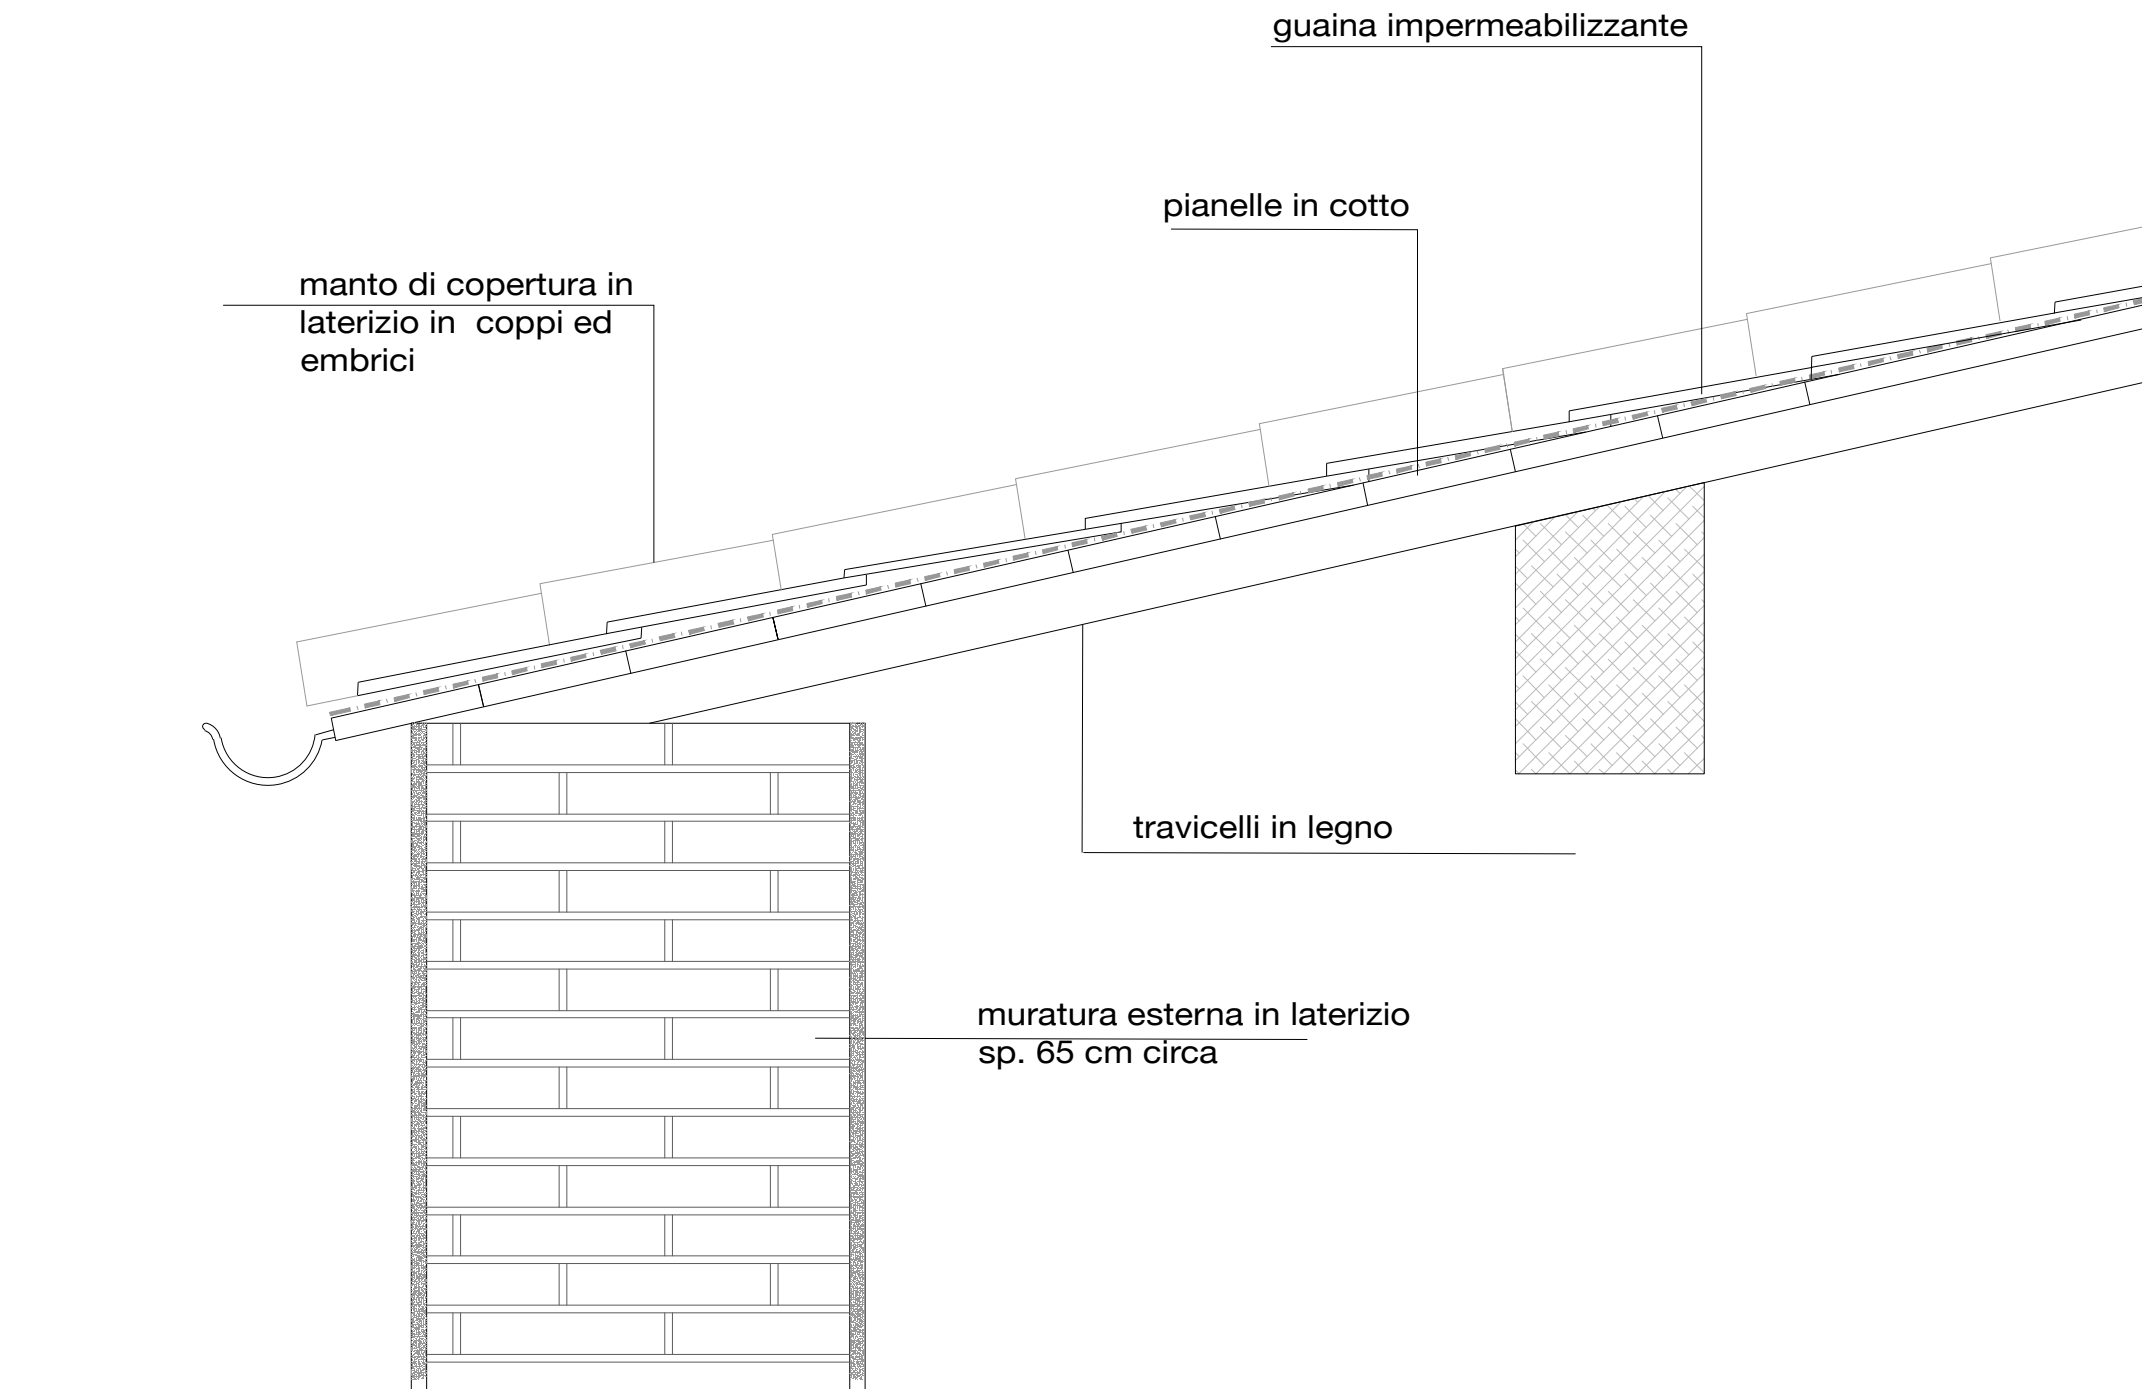 guaina impermeabilizzante
pianelle in cotto
manto di copertura in
laterizio in  coppi ed
embrici
travicelli in legno
muratura esterna in laterizio
sp. 65 cm circa